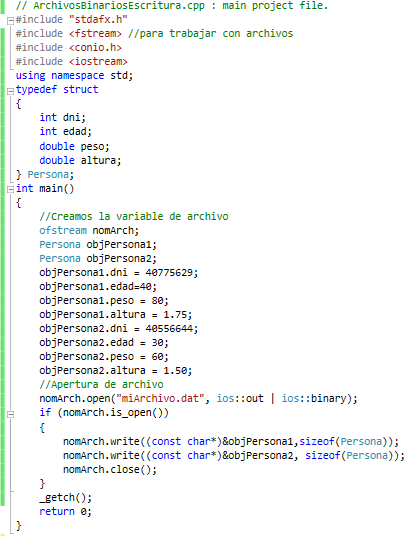 // ArchivosBinariosEscritura.cpp : main project file.
#include "stdafx.h"
#include <fstream> //para trabajar con archivos
#include <conio.h>
#include <iostream>
using namespace std;
typedef struct
{
    int dni;
    int edad;
    double peso;
    double altura;
} Persona;
int main()
{
    //Creamos la variable de archivo
    ofstream nomArch;
    Persona objPersona1;
    Persona objPersona2;
    objPersona1.dni = 40775629;
    objPersona1.edad=40;
    objPersona1.peso = 80;
    objPersona1.altura = 1.75;
    objPersona2.dni = 40556644;
    objPersona2.edad = 30;
    objPersona2.peso = 60;
    objPersona2.altura = 1.50;
    //Apertura de archivo
    nomArch.open("miArchivo.dat", ios::out | ios::binary);
    if (nomArch.is_open())
    {
        nomArch.write((const char*)&objPersona1,sizeof(Persona));
        nomArch.write((const char*)&objPersona2, sizeof(Persona));
        nomArch.close();
    }
    _getch();
    return 0;
}